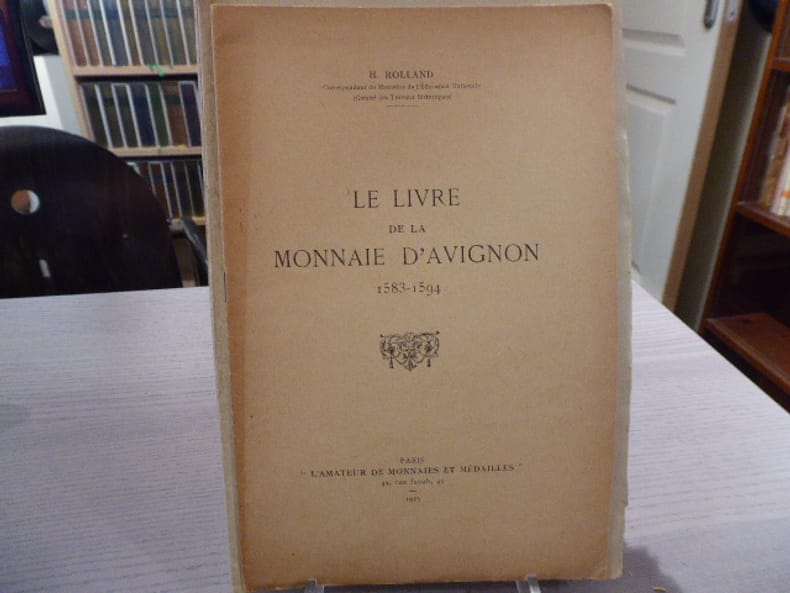 H. ROLLAND
Correspondant du Ministère de l'Éducation Nationale
(Comité des Travaux historiques)
LE LIVRE
DE LA
MONNAIE D'AVIGNON
1583-1594
PARIS
"L'AMATEUR DE MONNAIES ET MÉDAILLES"
rue Jacob,